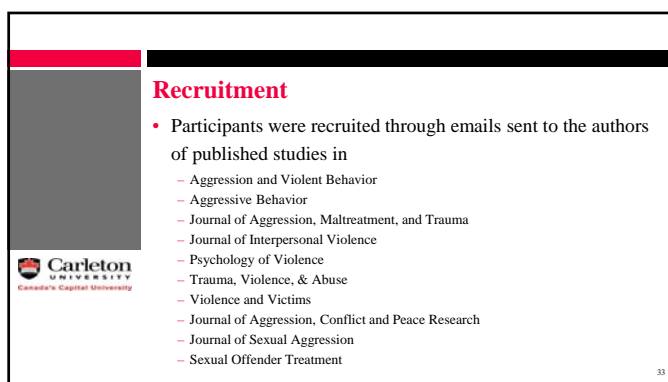 Recruitment
• Participants were recruited through emails sent to the authors
of published studies in
– Aggression and Violent Behavior
– Aggressive Behavior
– Journal of Aggression, Maltreatment, and Trauma
– Journal of Interpersonal Violence
– Psychology of Violence
– Trauma, Violence, & Abuse
– Violence and Victims
– Journal of Aggression, Conflict and Peace Research
– Journal of Sexual Aggression
– Sexual Offender Treatment
Carleton
UNIVERSITY
Canada's Capital University
33